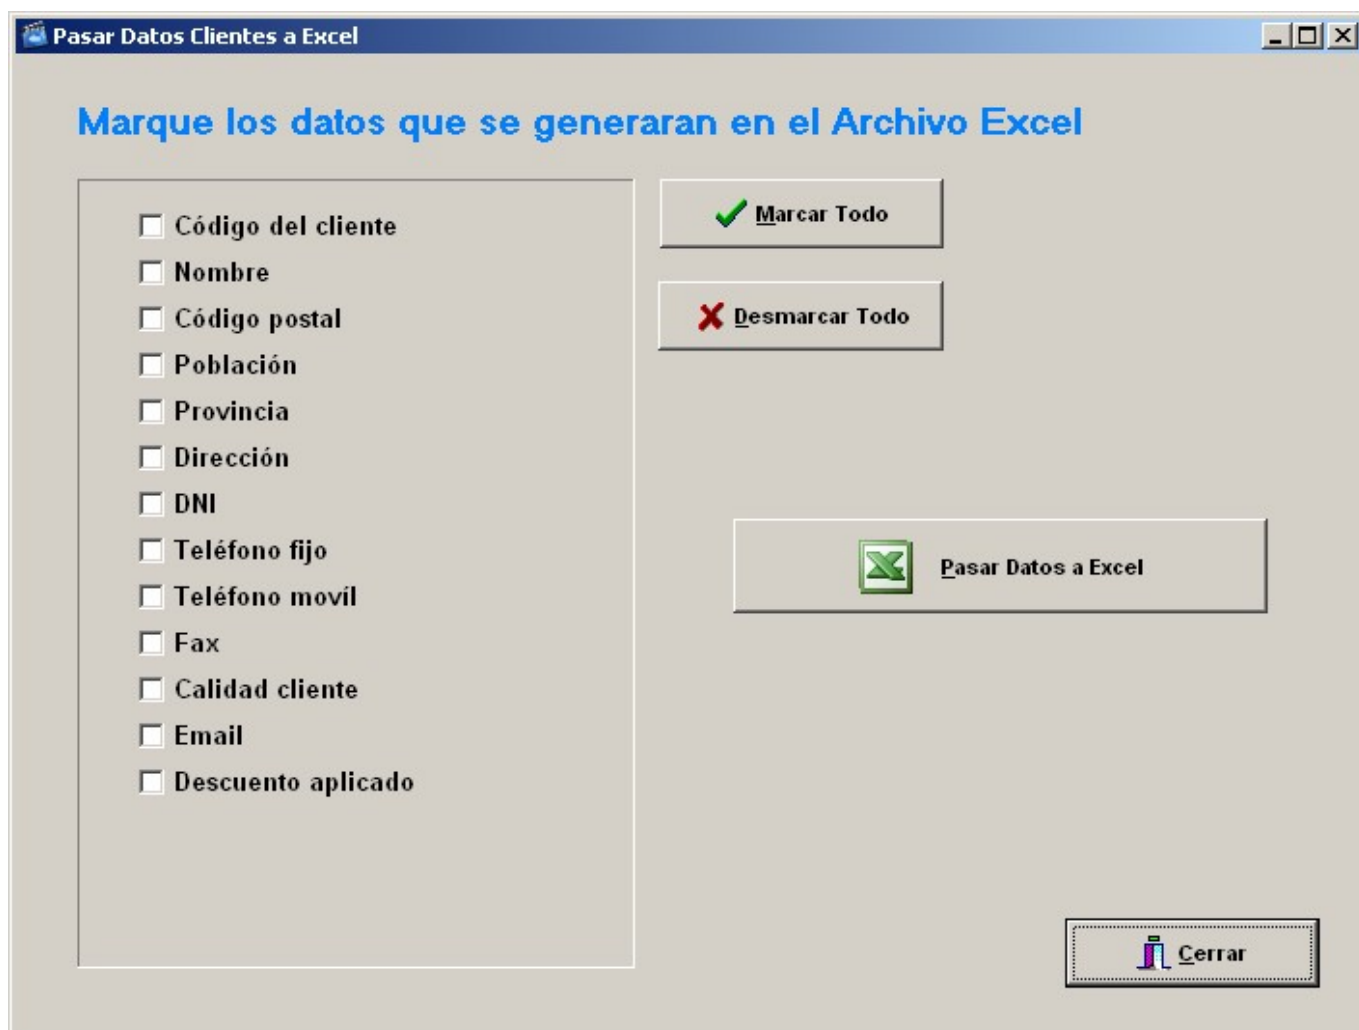 Pasar Datos Clientes a Excel
Marque los datos que se generaran en el Archivo Excel
Código del cliente
Nombre
Código postal
Población
Provincia
Dirección
DNI
Teléfono fijo
Teléfono movíl
Fax
Calidad cliente
Email
Descuento aplicado
Marcar Todo
Desmarcar Todo
Pasar Datos a Excel
Cerrar